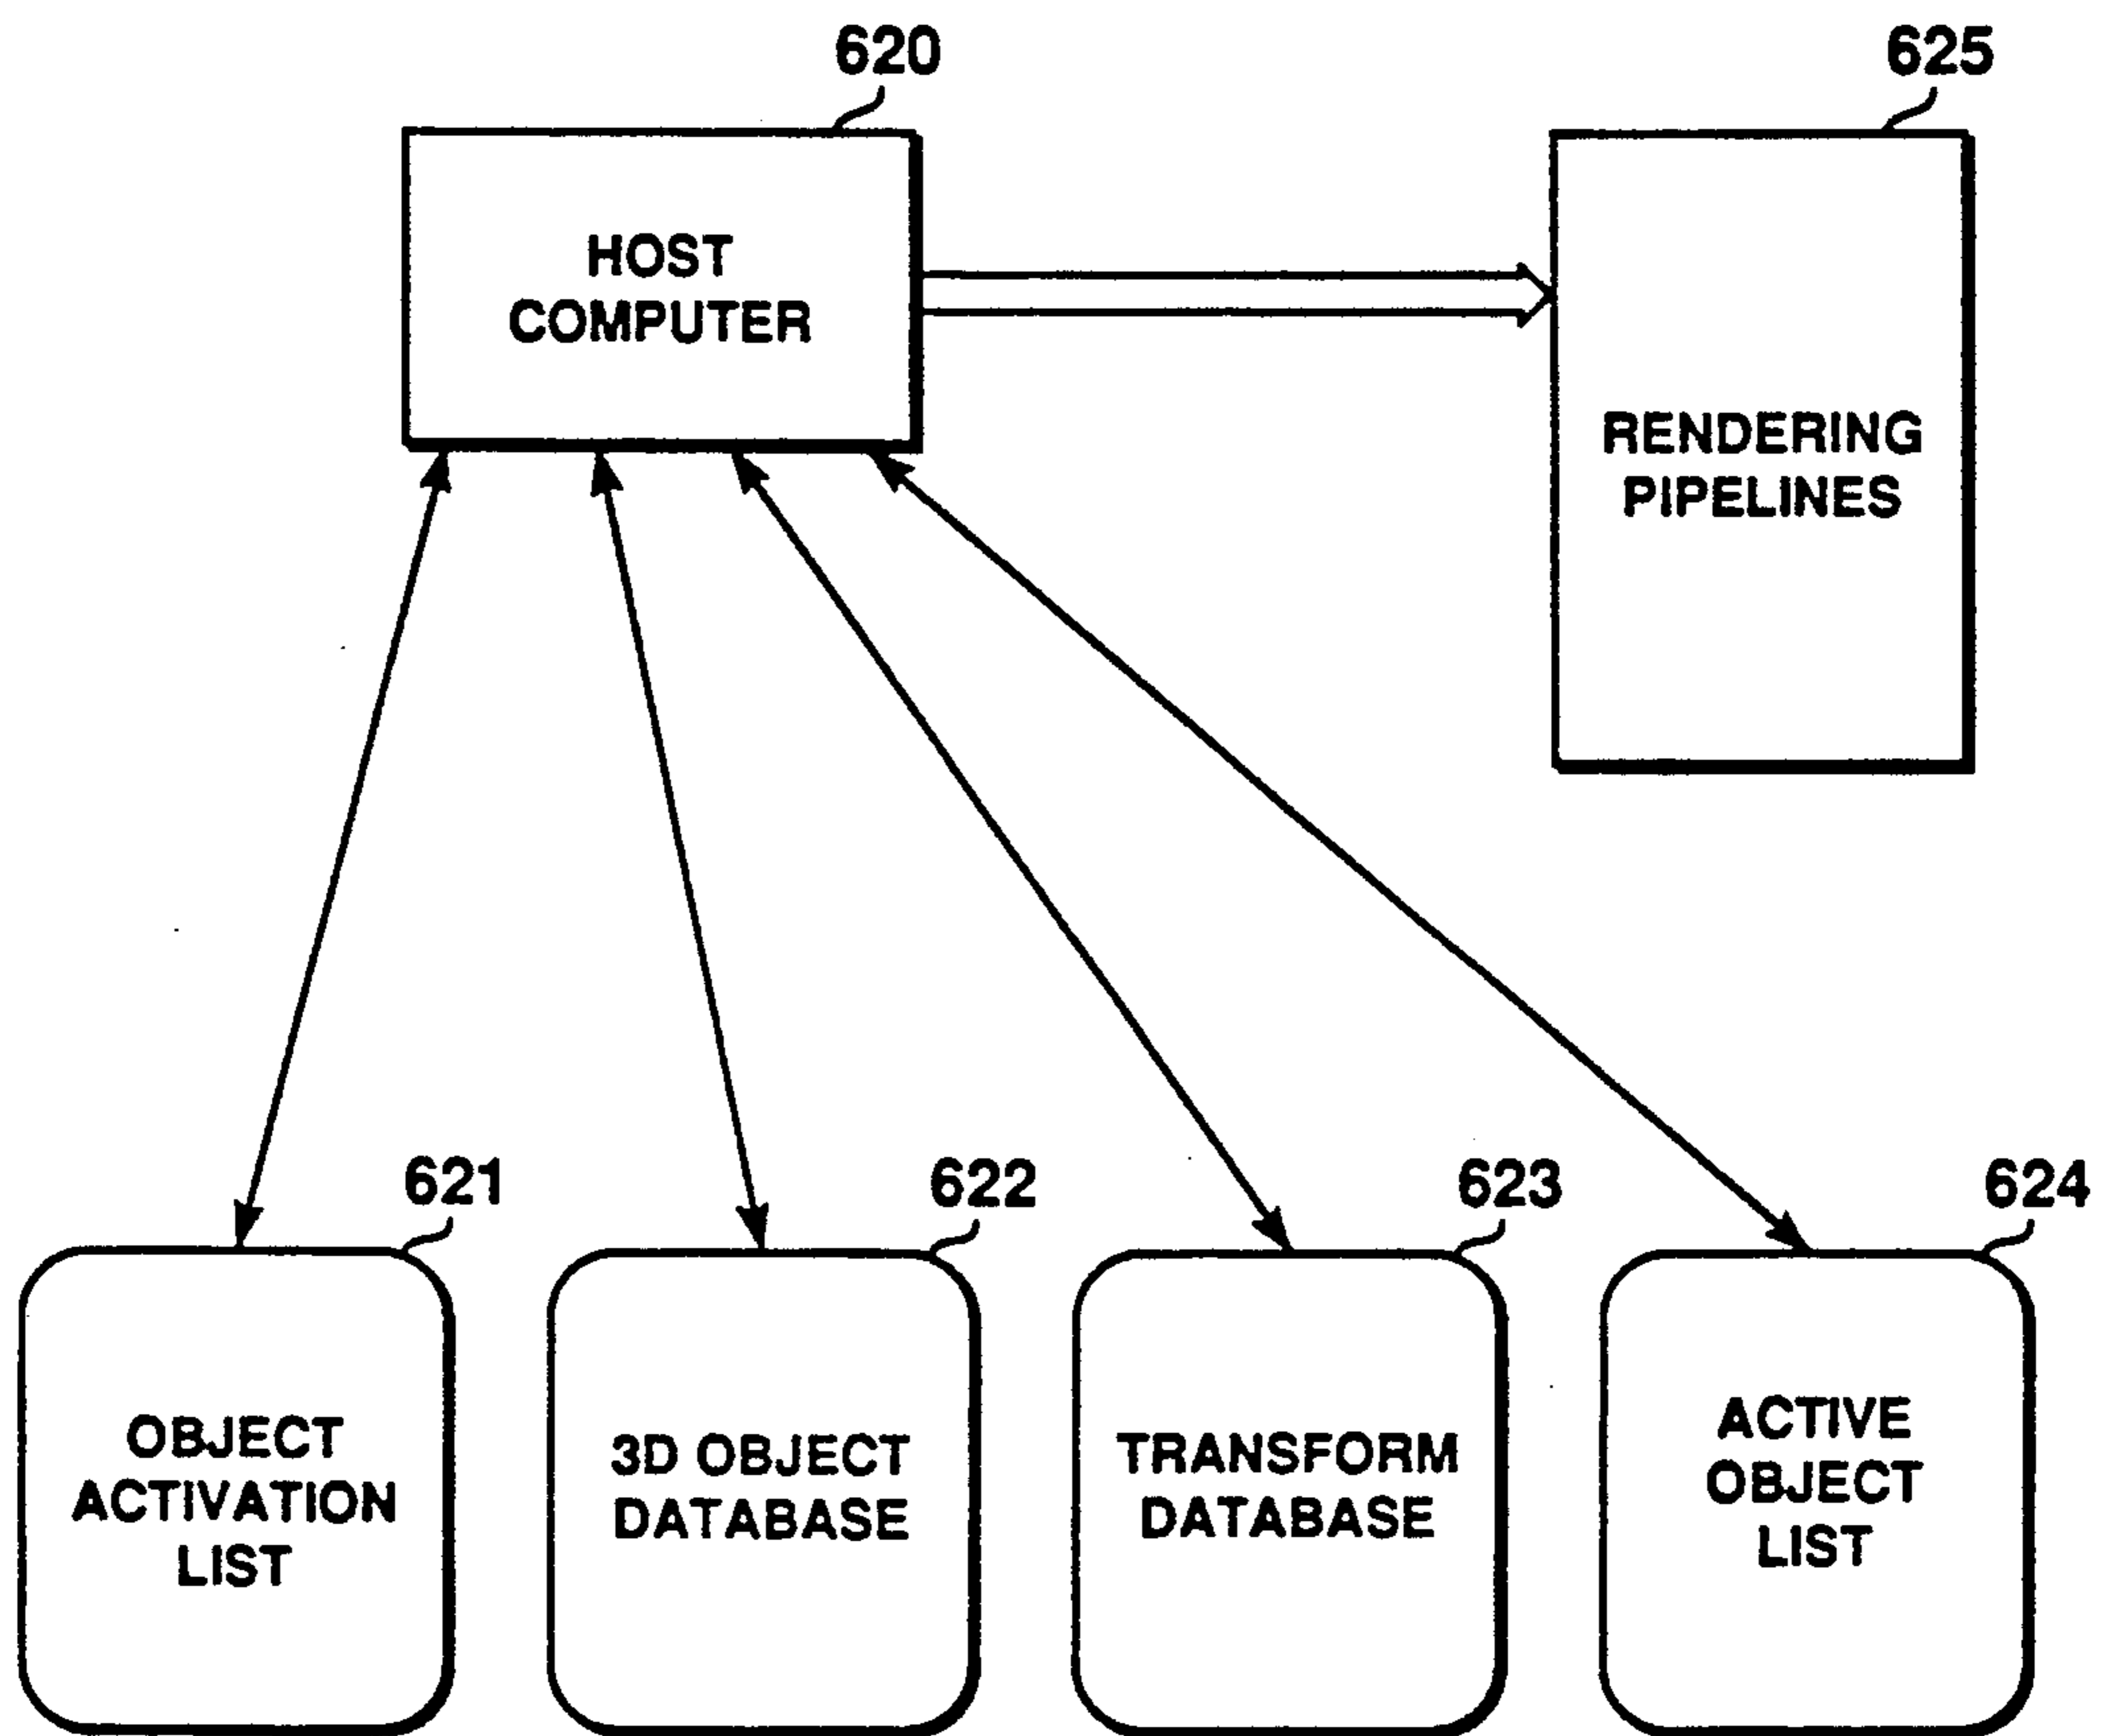 620
625
HOST
COMPUTER
RENDERING
PIPELINES
621
622
623
624
OBJECT
ACTIVATION
LIST
3D OBJECT
DATABASE
TRANSFORM
DATABASE
ACTIVE
OBJECT
LIST